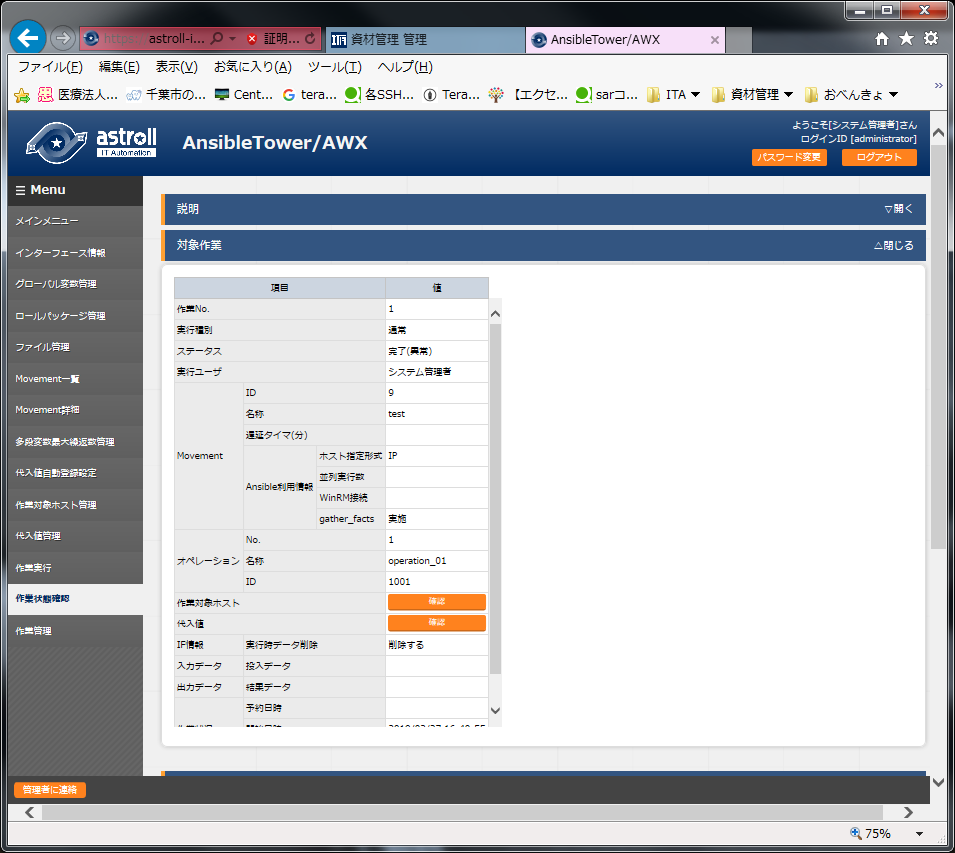 https: astroll-i... 証明... 資材管理 管理 AnsibleTower/AWX
ファイル(F) 編集(E) 表示(V) お気に入り(A) ツール(T) ヘルプ(H)
医療法人... 千葉市の... Cent... tera... 各SSH... Tera... 【エクセ... sarコ... ITA 資材管理 おべんきょ
astroll
IT Automation
AnsibleTower/AWX
ようこそ[システム管理者]さん
ログインID [administrator]
パスワード変更 ログアウト
Menu
メインメニュー
インターフェース情報
グローバル変数管理
ロールパッケージ管理
ファイル管理
Movement一覧
Movement詳細
多段変数最大繰返数管理
代入値自動登録設定
作業対象ホスト管理
代入値管理
作業実行
作業状態確認
作業管理
説明 ▽開く
対象作業 △閉じる
項目 値
作業No. 1
実行種別 通常
ステータス 完了(異常)
実行ユーザ システム管理者
Movement
ID 9
名称 test
遅延タイマ(分)
Ansible利用情報
ホスト指定形式 IP
並列実行数
WinRM接続
gather_facts 実施
オペレーション
No. 1
名称 operation_01
ID 1001
作業対象ホスト 確認
代入値 確認
IF情報 実行時データ削除 削除する
入力データ 投入データ
出力データ 結果データ
予約日時
管理者に連絡
75%